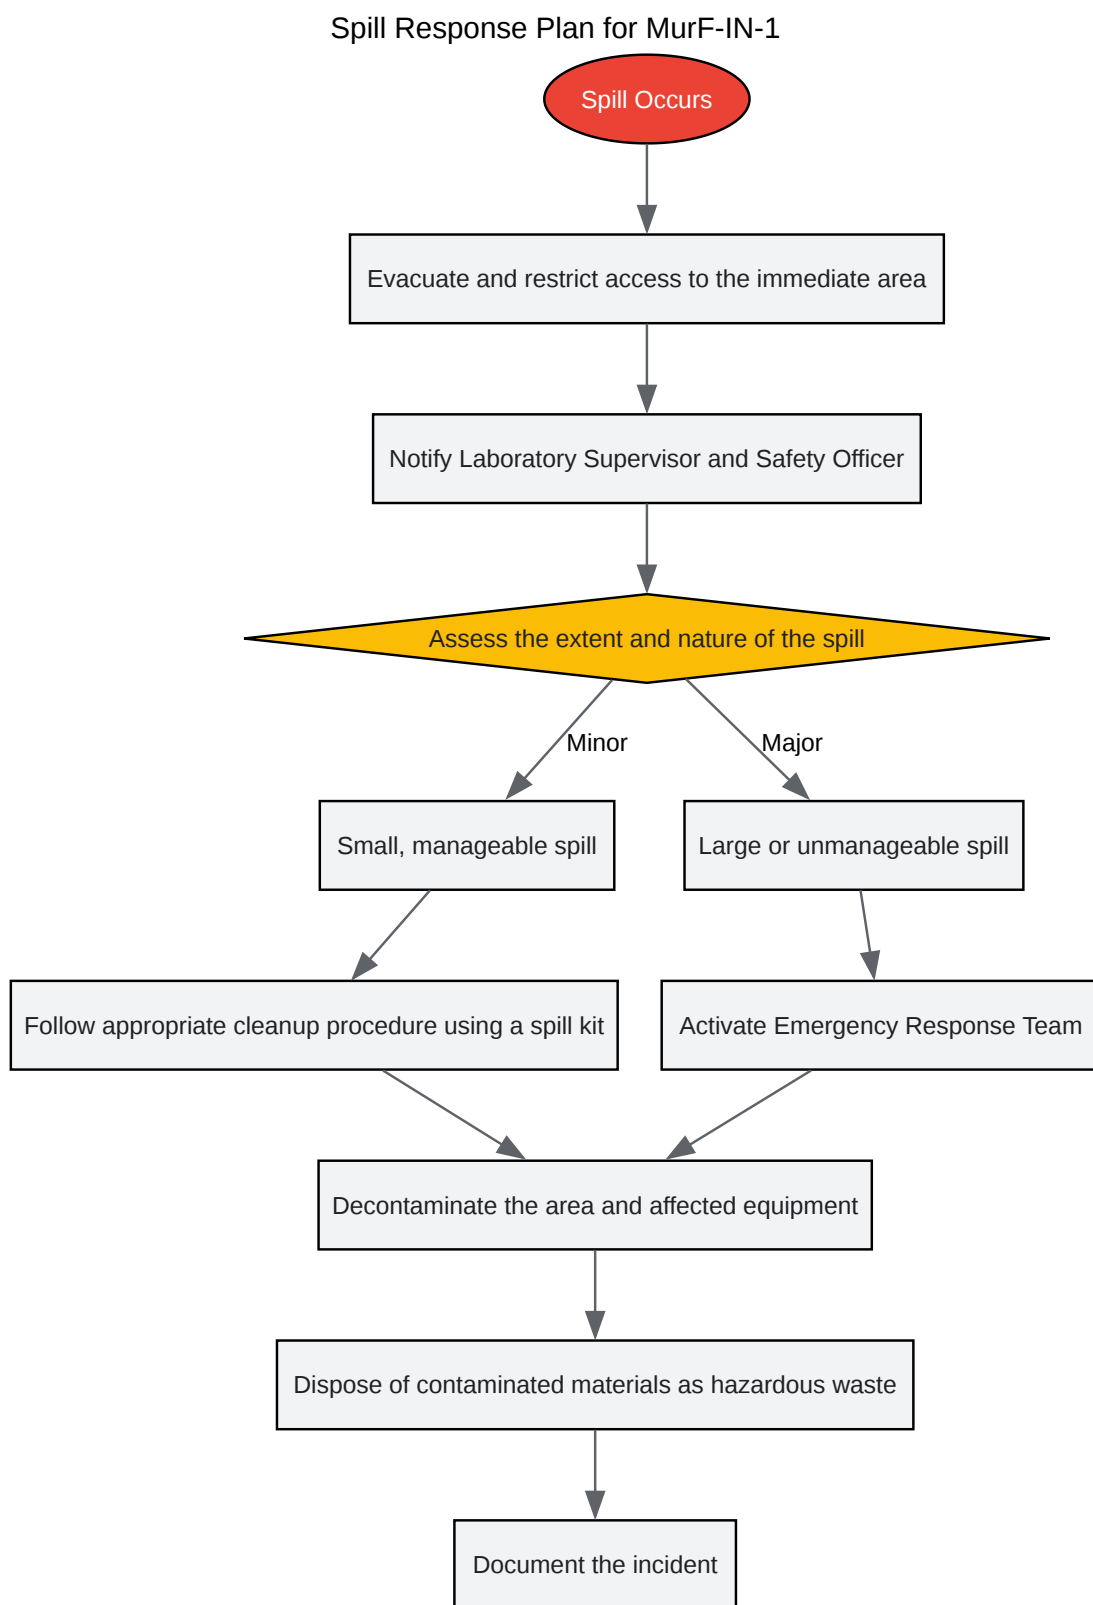 Spill Response Plan for MurF-IN-1
Spill Occurs
Evacuate and restrict access to the immediate area
Notify Laboratory Supervisor and Safety Officer
Assess the extent and nature of the spill
Minor
Major
Small, manageable spill
Large or unmanageable spill
Follow appropriate cleanup procedure using a spill kit
Activate Emergency Response Team
Decontaminate the area and affected equipment
Dispose of contaminated materials as hazardous waste
Document the incident